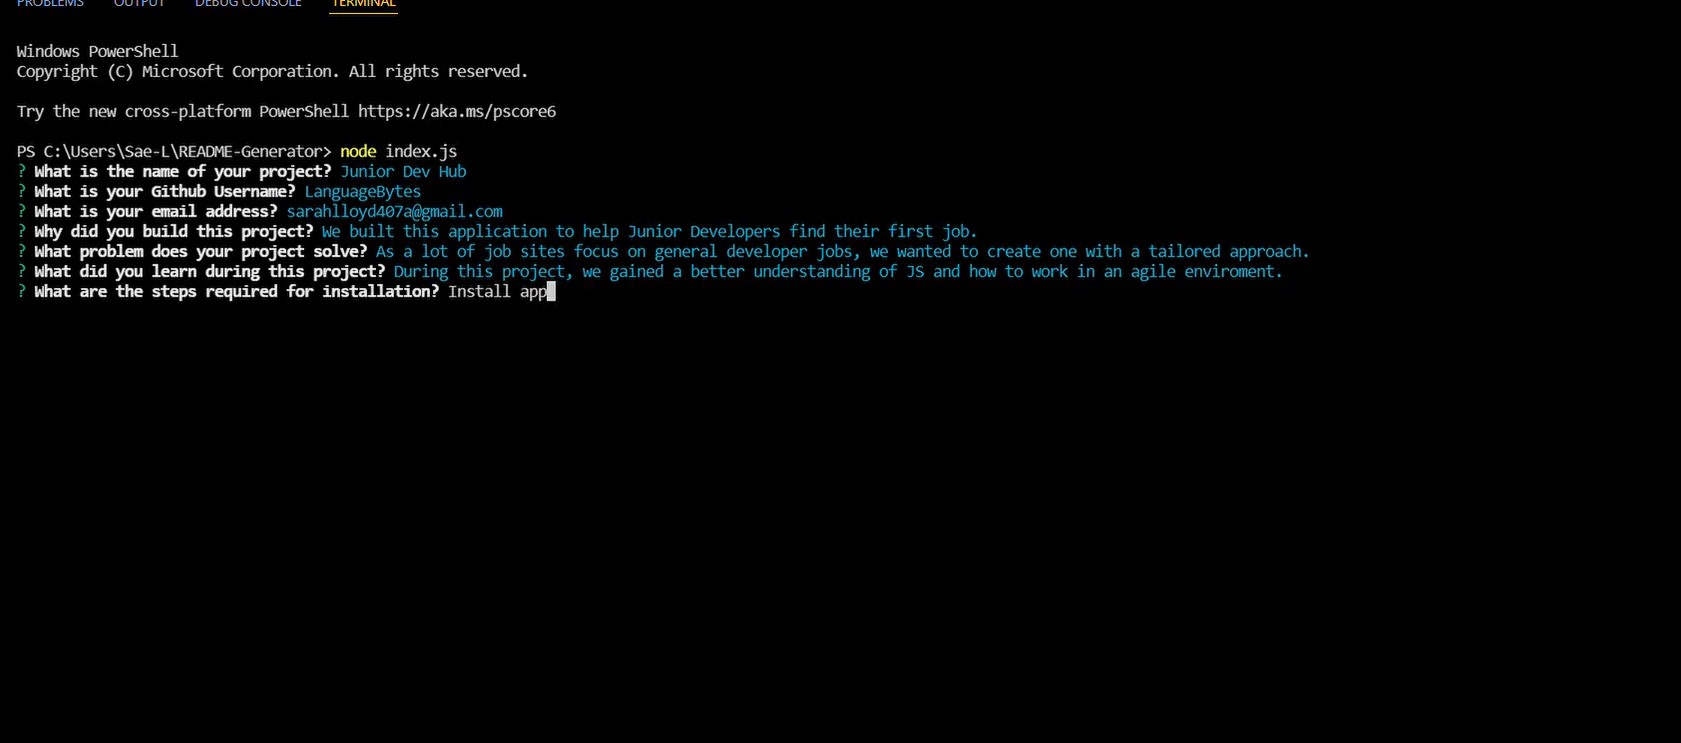 PROBLEMS OUTPUT DEBUG CONSOLE TERMINAL
Windows PowerShell
Copyright (C) Microsoft Corporation. All rights reserved.
Try the new cross-platform PowerShell https://aka.ms/pscore6
PS C:\Users\Sae-L\README-Generator> node index.js
? What is the name of your project? Junior Dev Hub
? What is your Github Username? LanguageBytes
? What is your email address? sarahlloyd407a@gmail.com
? Why did you build this project? We built this application to help Junior Developers find their first job.
? What problem does your project solve? As a lot of job sites focus on general developer jobs, we wanted to create one with a tailored approach.
? What did you learn during this project? During this project, we gained a better understanding of JS and how to work in an agile enviroment.
? What are the steps required for installation? Install app